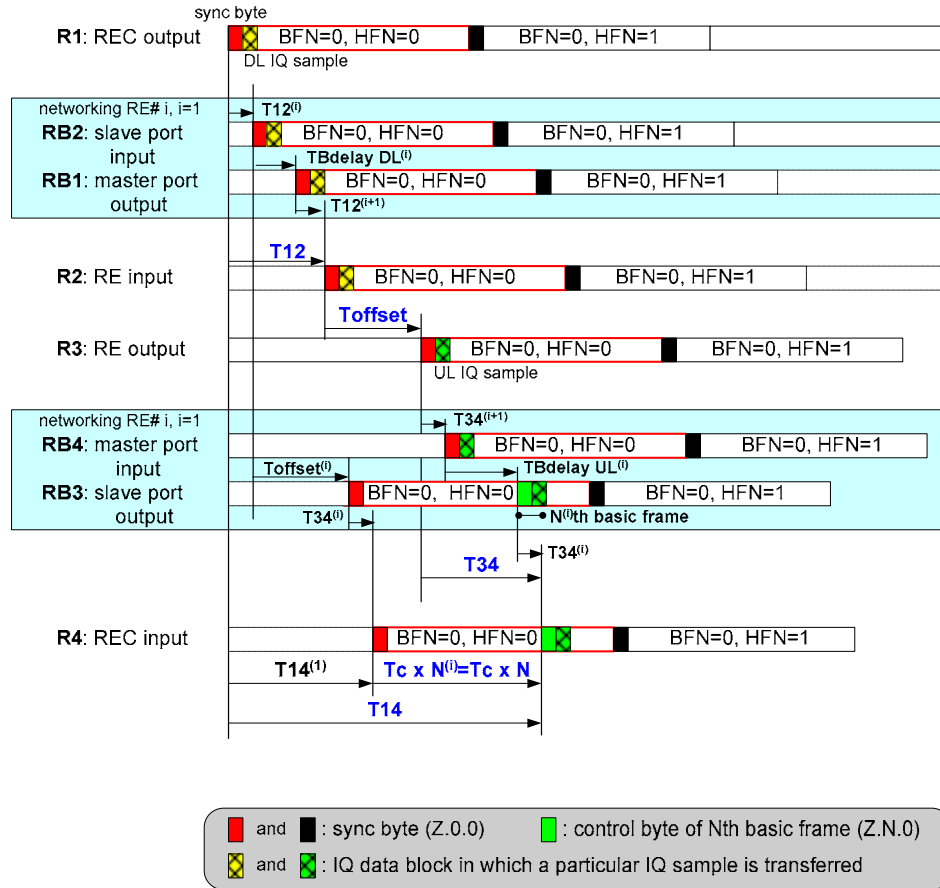 sync byte
R1: REC output
BFN=0, HFN=0
BFN=0, HFN=1
DL IQ sample
networking RE# i, i=1
T12(i)
RB2: slave port
input
BFN=0, HFN=0
BFN=0, HFN=1
TBdelay DL(i)
RB1: master port
output
BFN=0, HFN=0
BFN=0, HFN=1
T12(i+1)
T12
R2: RE input
BFN=0, HFN=0
BFN=0, HFN=1
Toffset
R3: RE output
BFN=0, HFN=0
BFN=0, HFN=1
UL IQ sample
networking RE# i, i=1
T34(i+1)
RB4: master port
input
BFN=0, HFN=0
BFN=0, HFN=1
Toffset(i)
TBdelay UL(i)
RB3: slave port
output
BFN=0, HFN=0
BFN=0, HFN=1
T34(i)
N(i)th basic frame
T34(i)
T34
R4: REC input
BFN=0, HFN=0
BFN=0, HFN=1
T14(1)
Tc x N(i)=Tc x N
T14
and : sync byte (Z.0.0)
: control byte of Nth basic frame (Z.N.0)
and : IQ data block in which a particular IQ sample is transferred